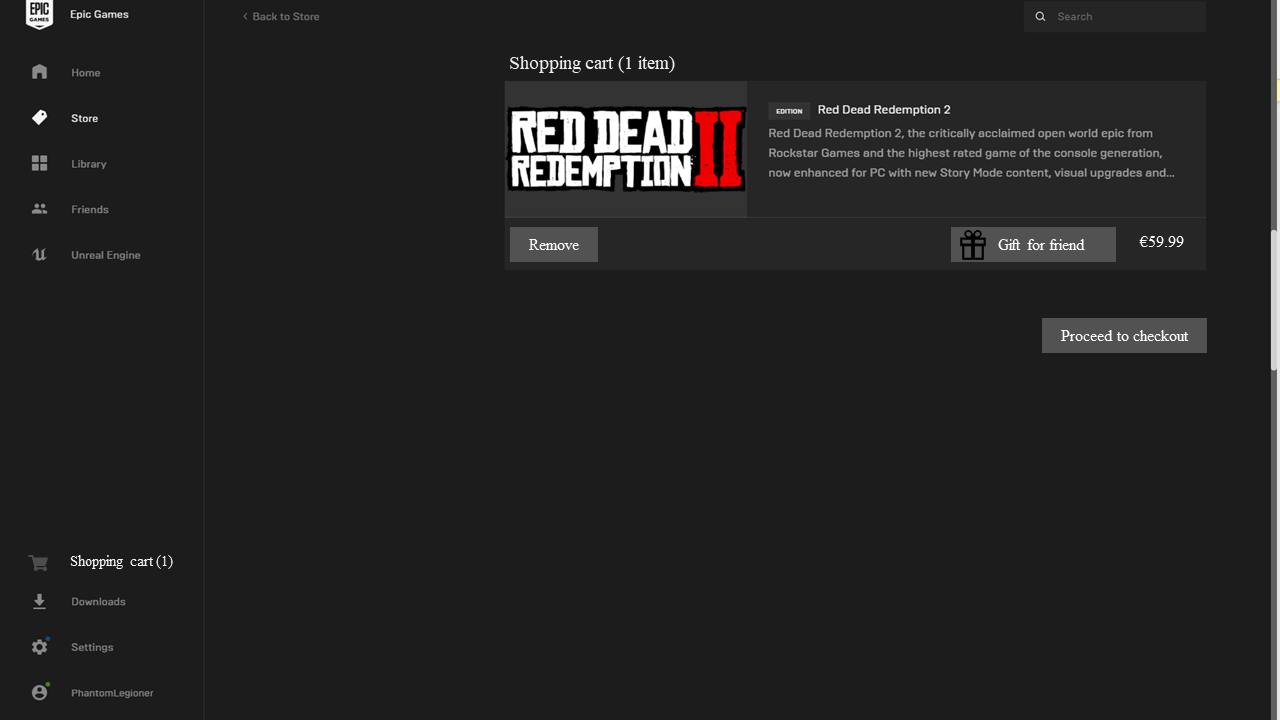 EPIC
GAMES
Epic Games
Back to Store
Search
Home
Store
Library
Friends
Unreal Engine
Shopping cart (1 item)
RED DEAD
REDEMPTION II
EDITION Red Dead Redemption 2
Red Dead Redemption 2, the critically acclaimed open world epic from
Rockstar Games and the highest rated game of the console generation,
now enhanced for PC with new Story Mode content, visual upgrades and...
Remove
Gift for friend
€59.99
Proceed to checkout
Shopping cart (1)
Downloads
Settings
PhantomLegioner